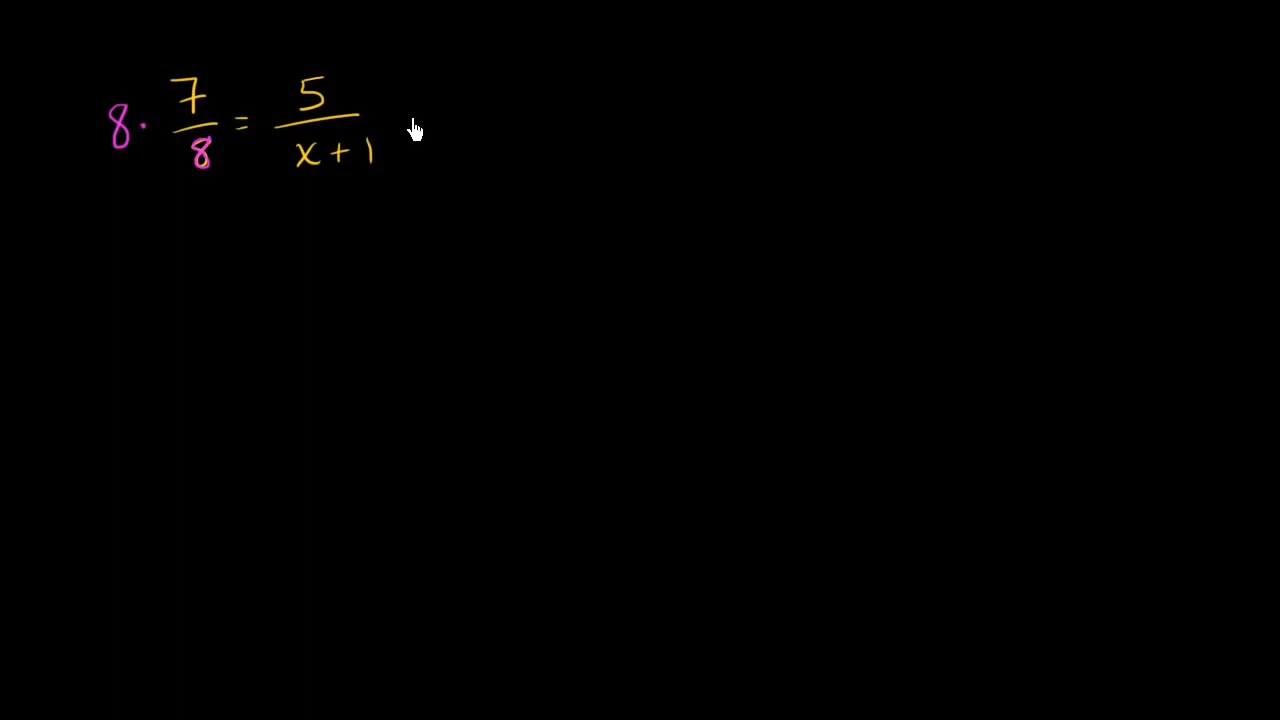 8 · 7/8 = 5/(x + 1)